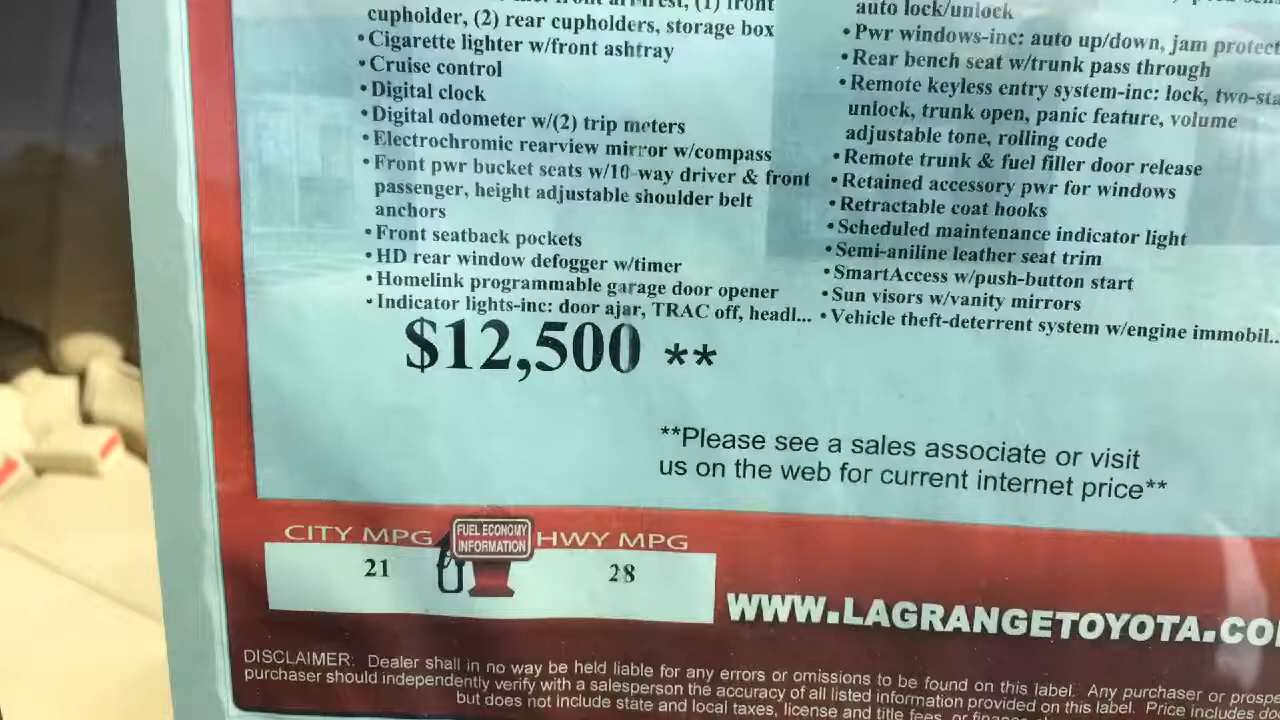 front
cupholder, (2) rear cupholders, storage box
• Cigarette lighter w/front ashtray
• Cruise control
• Digital clock
• Digital odometer w/(2) trip meters
• Electrochromic rearview mirror w/compass
• Front pwr bucket seats w/10-way driver & front
passenger, height adjustable shoulder belt
anchors
• Front seatback pockets
• HD rear window defogger w/timer
• Homelink programmable garage door opener
• Indicator lights-inc: door ajar, TRAC off, headl...
auto lock/unlock
• Pwr windows-inc: auto up/down, jam protect
• Rear bench seat w/trunk pass through
• Remote keyless entry system-inc: lock, two-sta
unlock, trunk open, panic feature, volume
adjustable tone, rolling code
• Remote trunk & fuel filler door release
• Retained accessory pwr for windows
• Retractable coat hooks
• Scheduled maintenance indicator light
• Semi-aniline leather seat trim
• SmartAccess w/push-button start
• Sun visors w/vanity mirrors
• Vehicle theft-deterrent system w/engine immobil...
$12,500 **
**Please see a sales associate or visit
us on the web for current internet price**
CITY MPG FUEL ECONOMY INFORMATION HWY MPG
21 28
WWW.LAGRANGETOYOTA.CO
DISCLAIMER: Dealer shall in no way be held liable for any errors or omissions to be found on this label. Any purchaser or prospe
purchaser should independently verify with a salesperson the accuracy of all listed information provided on this label. Price includes do
but does not include state and local taxes, license and title fees, or